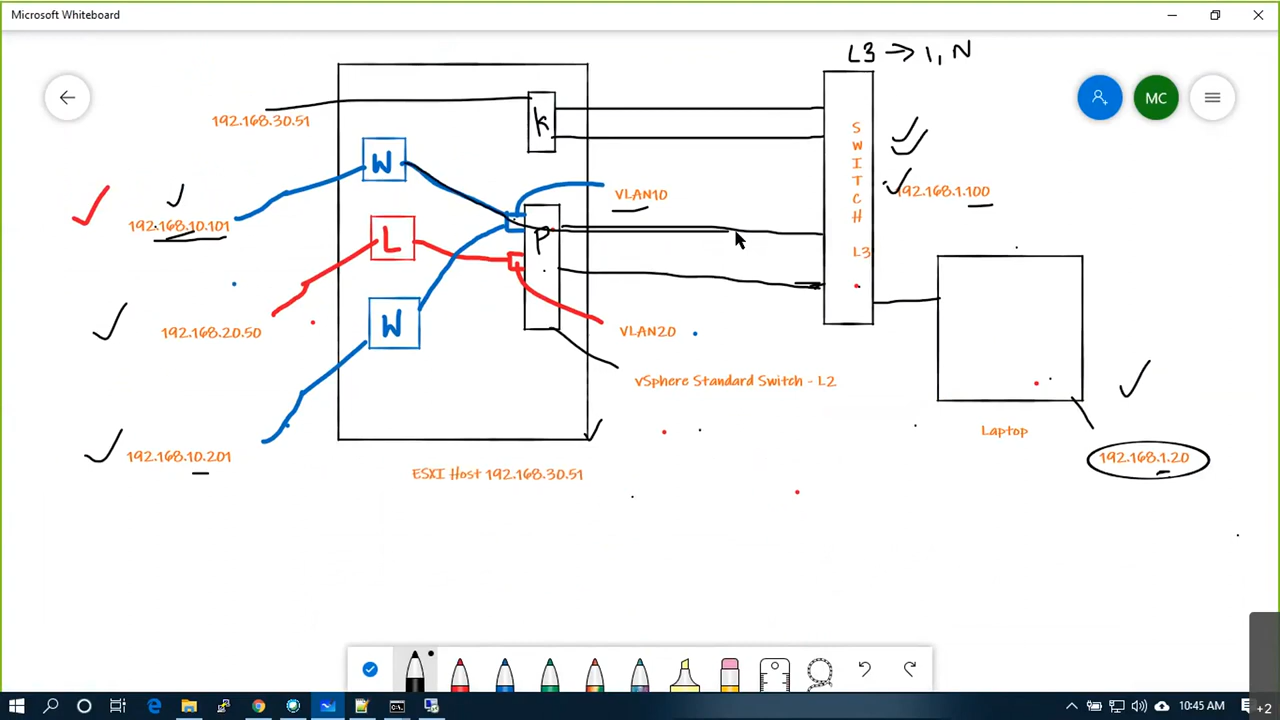 Microsoft Whiteboard
L3 → 1, N
MC
192.168.30.51
K
SWITCH
W
192.168.1.100
VLAN10
192.168.10.101
L
P
L3
192.168.20.50
W
VLAN20
vSphere Standard Switch - L2
Laptop
192.168.10.201
192.168.1.20
ESXI Host 192.168.30.51
10:45 AM
+2